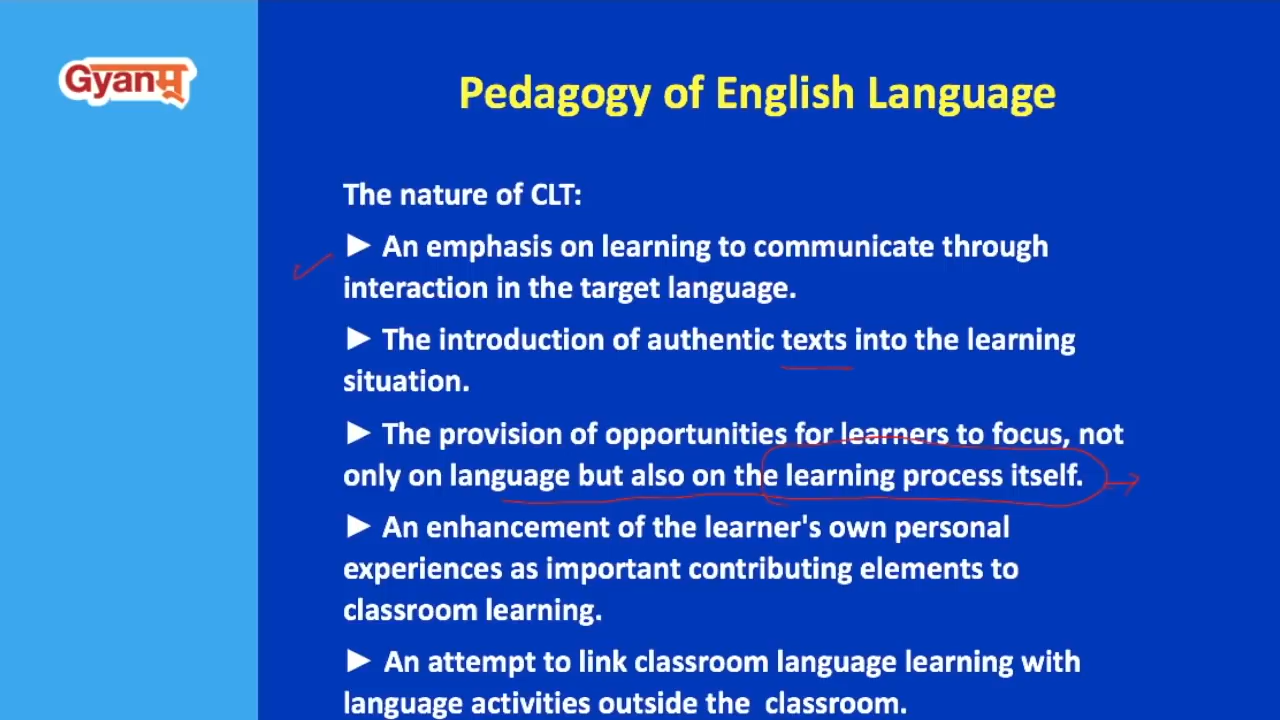 Gyanमू
Pedagogy of English Language
The nature of CLT:
► An emphasis on learning to communicate through
interaction in the target language.
► The introduction of authentic texts into the learning
situation.
► The provision of opportunities for learners to focus, not
only on language but also on the learning process itself.
► An enhancement of the learner's own personal
experiences as important contributing elements to
classroom learning.
► An attempt to link classroom language learning with
language activities outside the classroom.